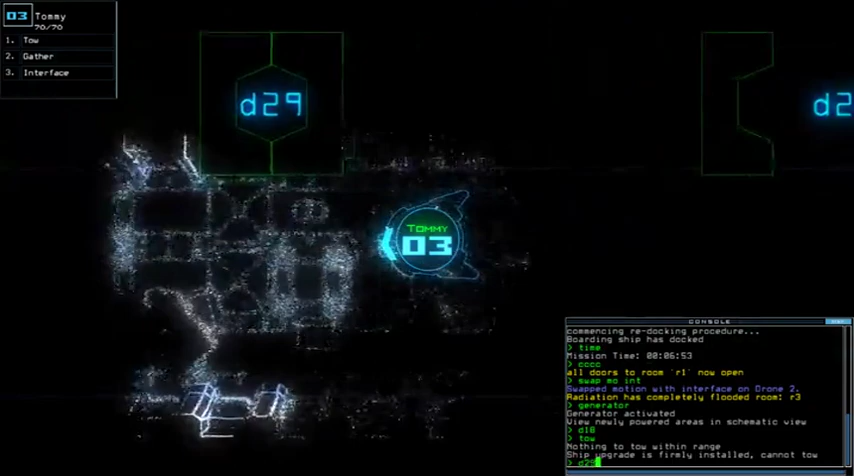 03 Tommy
70/70
1. Tow
2. Gather
3. Interface
d29
d2
TOMMY
03
CONSOLE
commencing re-docking procedure...
Boarding ship has docked
> time
Mission Time: 00:06:53
> cccc
all doors to room `r1` now open
> swap mo int
Swapped motion with interface on Drone 2.
Radiation has completely flooded room: r3
> generator
Generator activated
View newly powered areas in schematic view
> d18
> tow
Nothing to tow within range
Ship upgrade is firmly installed, cannot tow
> d29